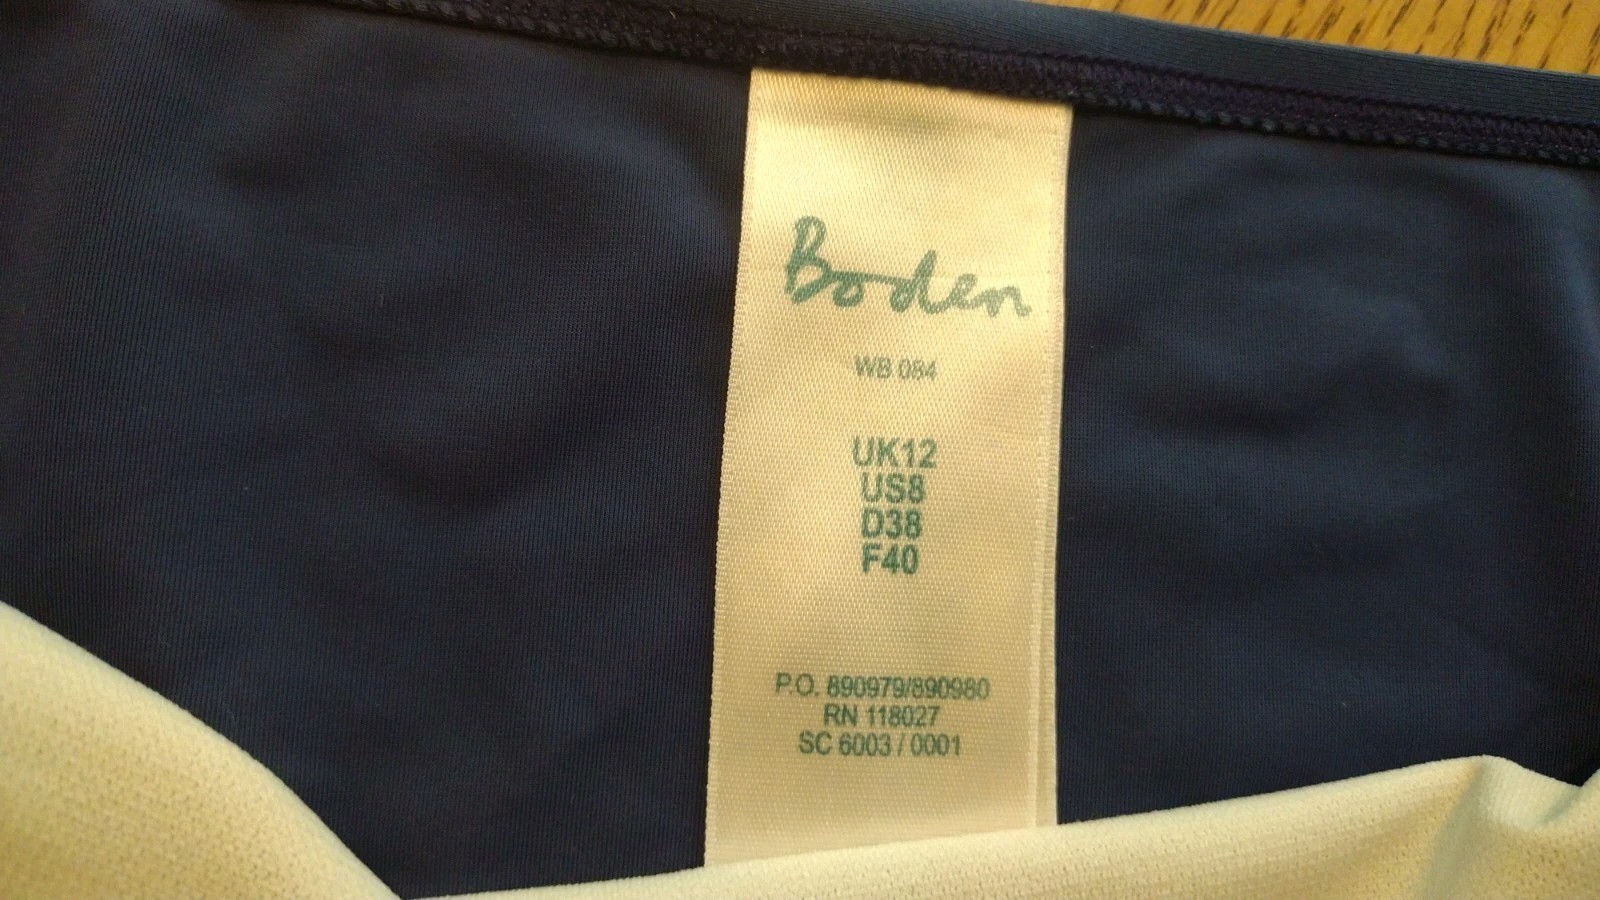 Boden
WB 084
UK12
US8
D38
F40
P.O. 890979/890980
RN 118027
SC 6003 / 0001